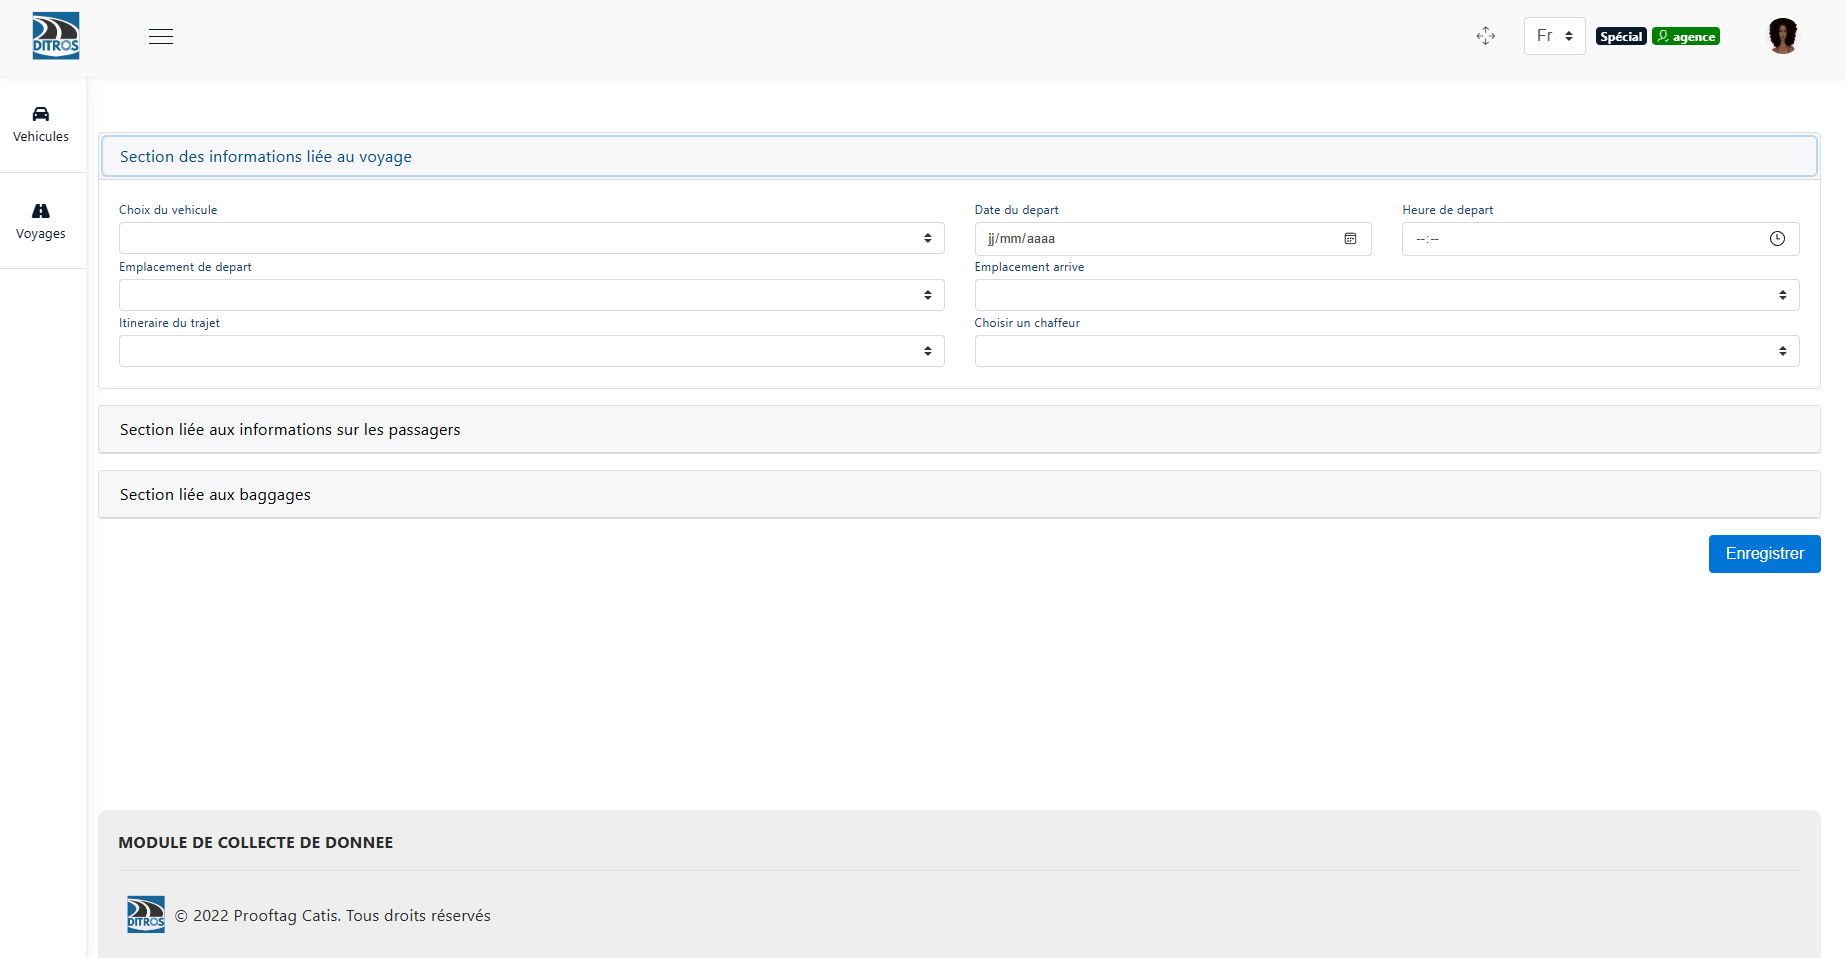 DITROS
Fr
Spécial
agence
Vehicules
Voyages
Section des informations liée au voyage
Choix du vehicule
Date du depart
Heure de depart
jj/mm/aaaa
--:--
Emplacement de depart
Emplacement arrive
Itineraire du trajet
Choisir un chaffeur
Section liée aux informations sur les passagers
Section liée aux baggages
Enregistrer
MODULE DE COLLECTE DE DONNEE
DITROS
© 2022 Prooftag Catis. Tous droits réservés